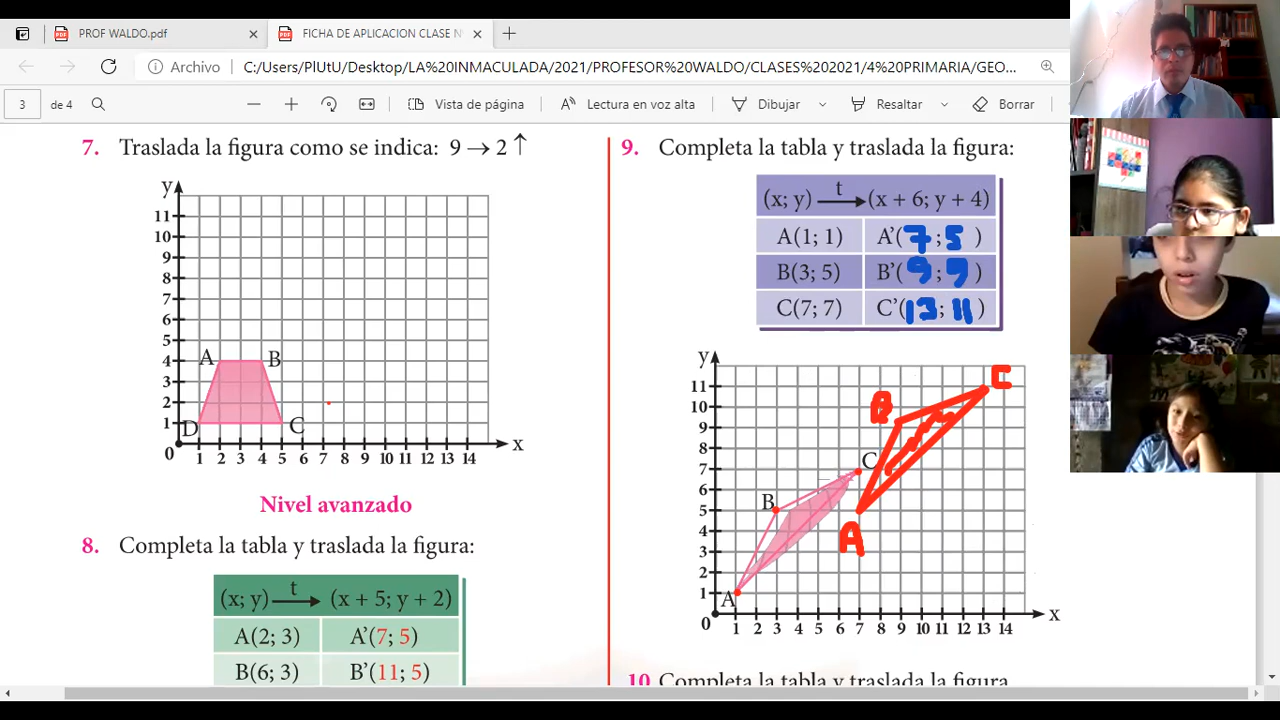 PROF WALDO.pdf
FICHA DE APLICACION CLASE N
Archivo
C:/Users/PlUtU/Desktop/LA%20INMACULADA/2021/PROFESOR%20WALDO/CLASES%202021/4%20PRIMARIA/GEO...
3 de 4
Vista de página
Lectura en voz alta
Dibujar
Resaltar
Borrar
7. Traslada la figura como se indica: 9 → 2 ↑
y
11
10
9
8
7
6
5
4
3
2
1
A B
D C
0 1 2 3 4 5 6 7 8 9 10 11 12 13 14 x
Nivel avanzado
8. Completa la tabla y traslada la figura:
(x; y) t → (x + 5; y + 2)
A(2; 3) A’(7; 5)
B(6; 3) B’(11; 5)
9. Completa la tabla y traslada la figura:
(x; y) t → (x + 6; y + 4)
A(1; 1) A’(7;5 )
B(3; 5) B’(9;9 )
C(7; 7) C’(13;11 )
y
11
10
9
8
7
6
5
4
3
2
1
C
B
A
C
B
A
0 1 2 3 4 5 6 7 8 9 10 11 12 13 14 x
10 Completa la tabla y traslada la figura